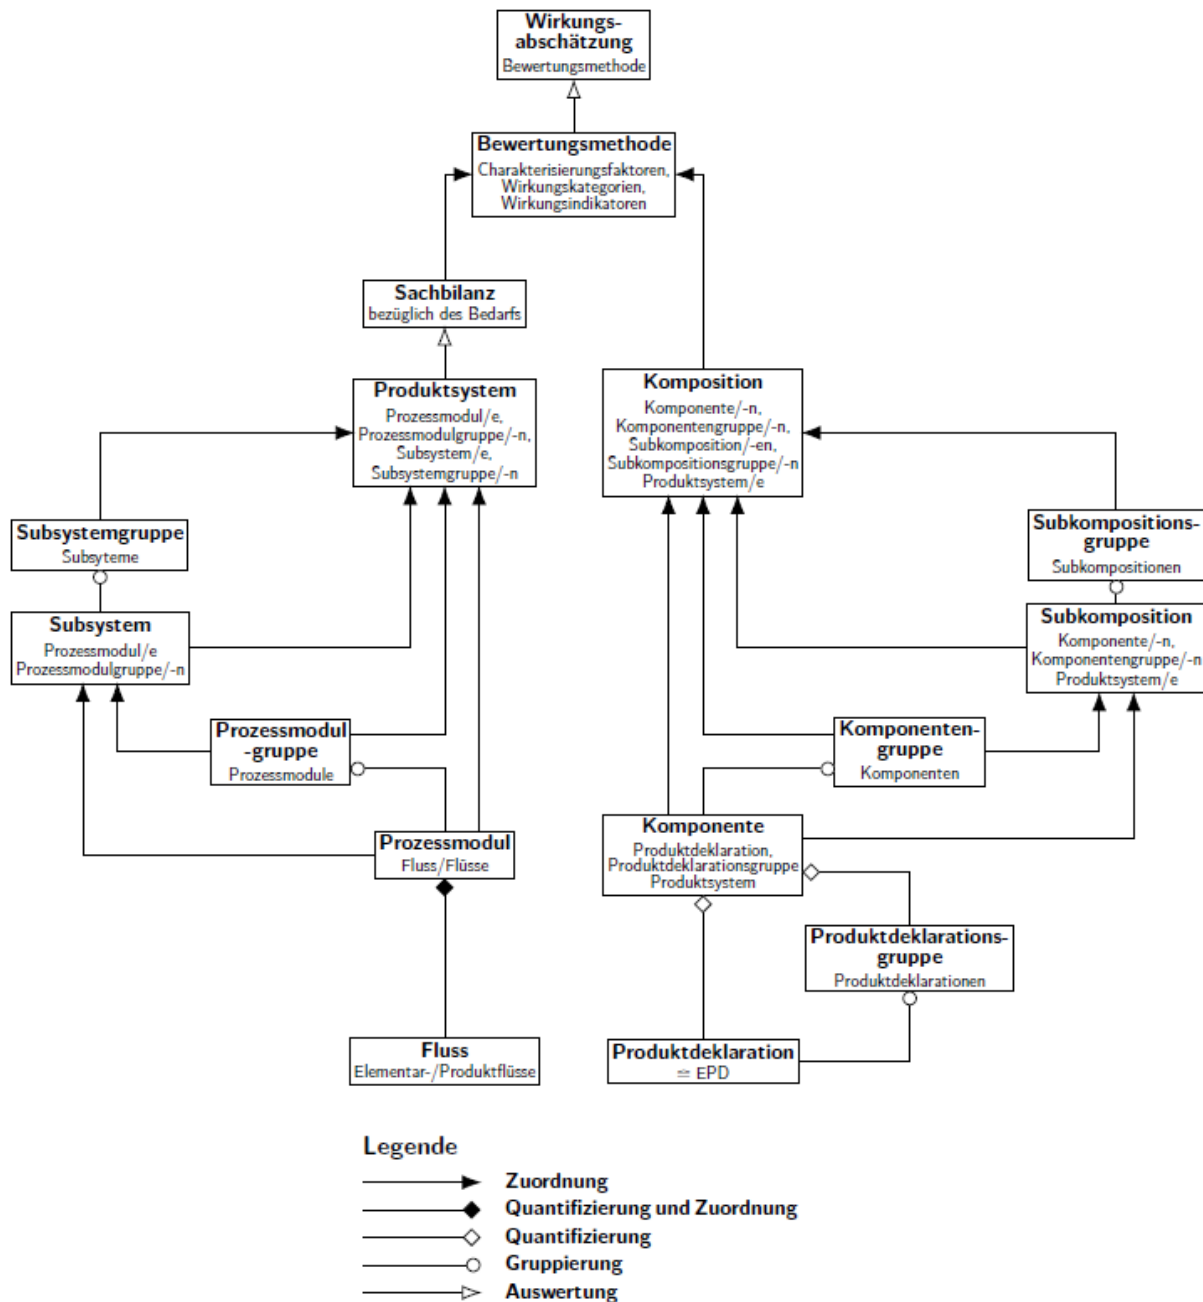 Wirkungs-
abschätzung
Bewertungsmethode
Bewertungsmethode
Charakterisierungsfaktoren,
Wirkungskategorien,
Wirkungsindikatoren
Sachbilanz
bezüglich des Bedarfs
Produktsystem
Prozessmodul/e,
Prozessmodulgruppe/-n,
Subsystem/e,
Subsystemgruppe/-n
Komposition
Komponente/-n,
Komponentengruppe/-n,
Subkomposition/-en,
Subkompositionsgruppe/-n
Produktsystem/e
Subsystemgruppe
Subsyteme
Subkompositions-
gruppe
Subkompositionen
Subsystem
Prozessmodul/e
Prozessmodulgruppe/-n
Subkomposition
Komponente/-n,
Komponentengruppe/-n
Produktsystem/e
Prozessmodul
-gruppe
Prozessmodule
Komponenten-
gruppe
Komponenten
Prozessmodul
Fluss/Flüsse
Komponente
Produktdeklaration,
Produktdeklarationsgruppe
Produktsystem
Produktdeklarations-
gruppe
Produktdeklarationen
Fluss
Elementar-/Produktflüsse
Produktdeklaration
≙ EPD
Legende
Zuordnung
Quantifizierung und Zuordnung
Quantifizierung
Gruppierung
Auswertung